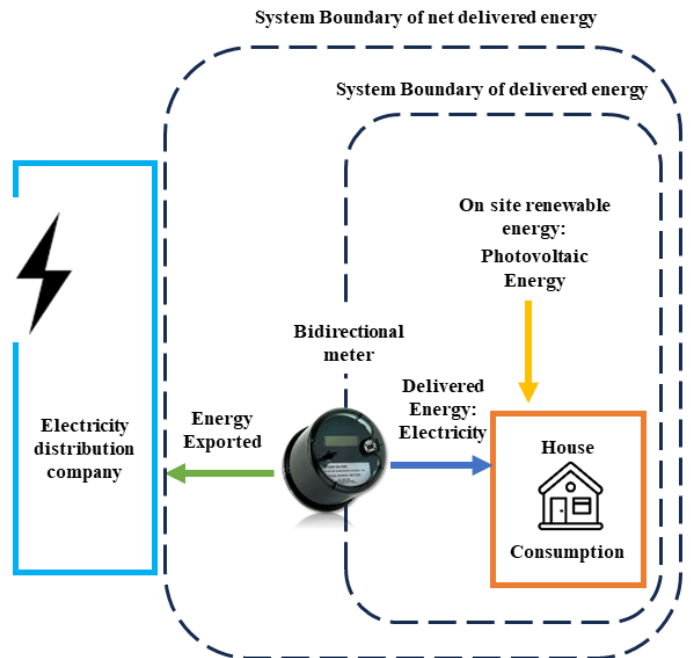 System Boundary of net delivered energy
System Boundary of delivered energy
On site renewable
energy:
Photovoltaic
Energy
Bidirectional
meter
Delivered
Energy:
Electricity
Energy
Exported
Electricity
distribution
company
House
Consumption